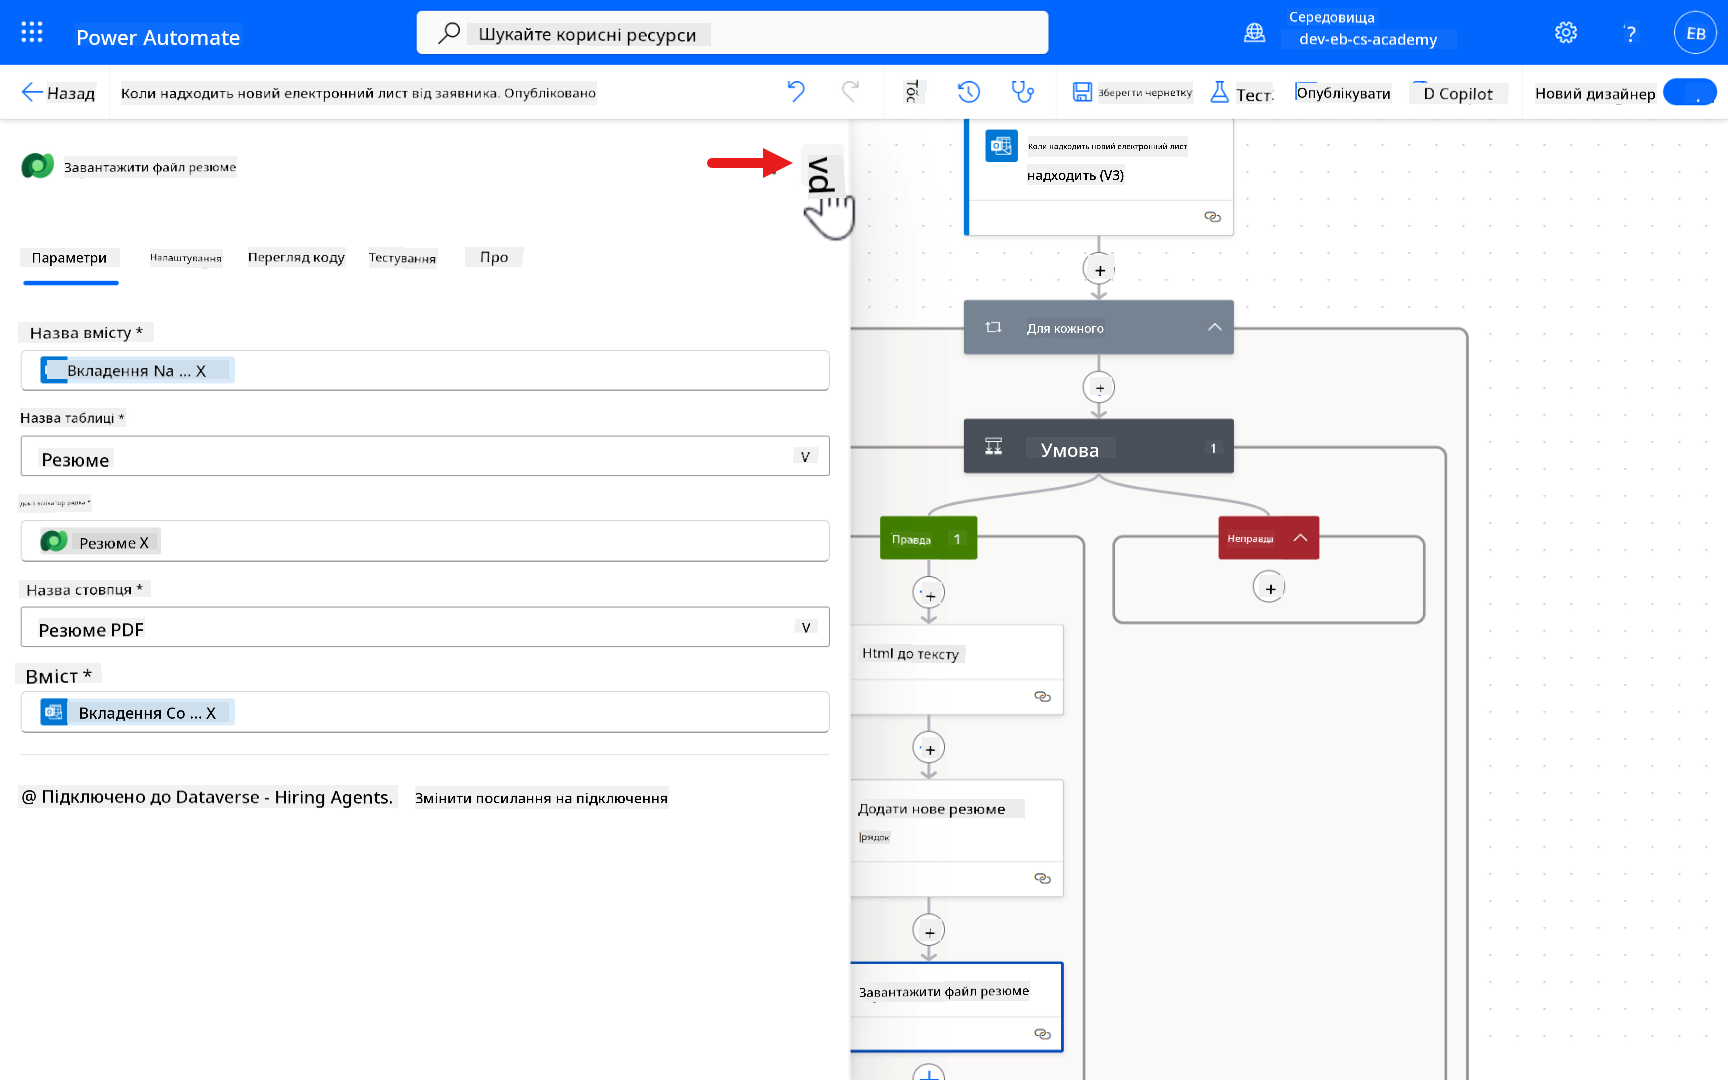 Power Automate
Шукайте корисні ресурси
Середовища
dev-eb-cs-academy
?
EB
Назад
Коли надходить новий електронний лист від заявника. Опубліковано
Зберегти чернетку
Тест
Опублікувати
D Copilot
Новий дизайнер
Завантажити файл резюме
vd
Параметри
Налаштування
Перегляд коду
Тестування
Про
Назва вмісту *
Вкладення Na ... X
Назва таблиці *
Резюме
V
Резюме X
Назва стовпця *
Резюме PDF
V
Вміст *
Вкладення Co ... X
@ Підключено до Dataverse - Hiring Agents.
Змінити посилання на підключення
Коли надходить новий електронний лист
надходить (V3)
+
Для кожного
+
Умова
1
Правда
1
Неправда
+
+
Html до тексту
+
Додати нове резюме
рядок
+
Завантажити файл резюме